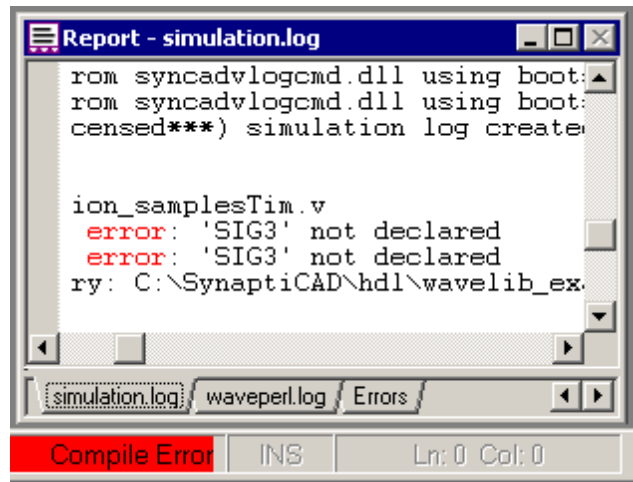 Report - simulation.log
rom syncadvlogcmd.dll using boot
rom syncadvlogcmd.dll using boot
censed***) simulation log create
ion_samplesTim.v
error: 'SIG3' not declared
error: 'SIG3' not declared
ry: C:\SynaptiCAD\hdl\wavelib_ex
simulation.log waveperl.log Errors
Compile Error INS Ln: 0 Col: 0